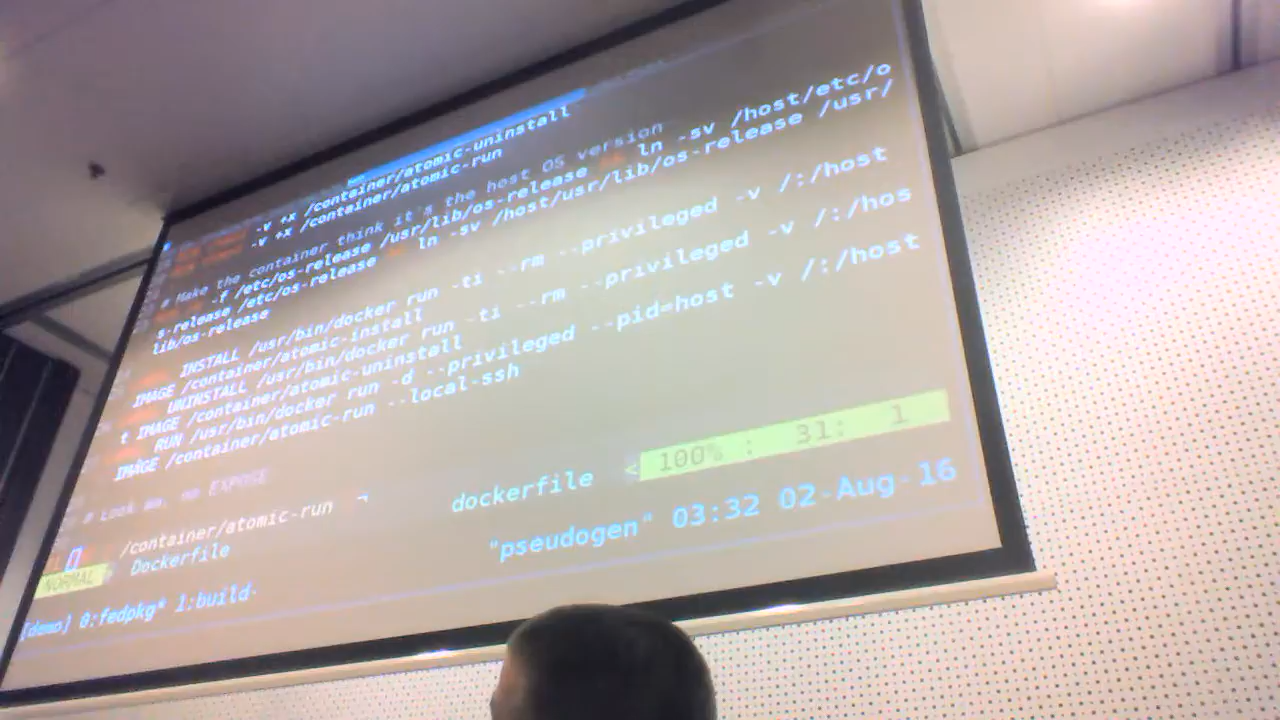 -v +x /container/atomic-uninstall
-v +x /container/atomic-run
# Make the container think it's the host OS version
-f /etc/os-release /usr/lib/os-release ln -sv /host/etc/o
s-release /etc/os-release ln -sv /host/usr/lib/os-release /usr/
lib/os-release
INSTALL /usr/bin/docker run -ti --rm --privileged -v /:/host
IMAGE /container/atomic-install
UNINSTALL /usr/bin/docker run -ti --rm --privileged -v /:/hos
t IMAGE /container/atomic-uninstall
RUN /usr/bin/docker run -d --privileged --pid=host -v /:/host
IMAGE /container/atomic-run --local-ssh
# Look ma, no EXPOSE
/container/atomic-run ¬
NORMAL Dockerfile dockerfile < 100% : 31: 1
[demo] 0:fedpkg* 1:build- "pseudogen" 03:32 02-Aug-16